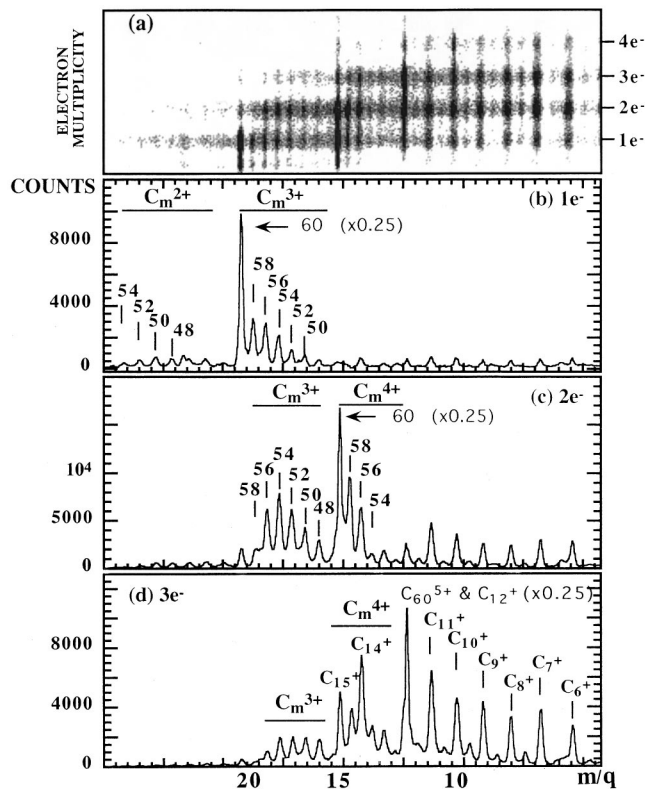 (a)
ELECTRON
MULTIPLICITY
4e-
3e-
2e-
1e-
COUNTS
Cm2+ Cm3+ (b) 1e-
60 (x0.25)
8000
4000
0
58
56
54
52
50
54
52
50
48
Cm3+ Cm4+ (c) 2e-
60 (x0.25)
10⁴
5000
0
58
56
54
52
50
48
58
56
54
(d) 3e-
C60 5+ & C12+ (x0.25)
Cm4+
C11+
C14+
C10+
C15+
C9+
C7+
C8+
C6+
Cm3+
8000
4000
0
20 15 10 m/q